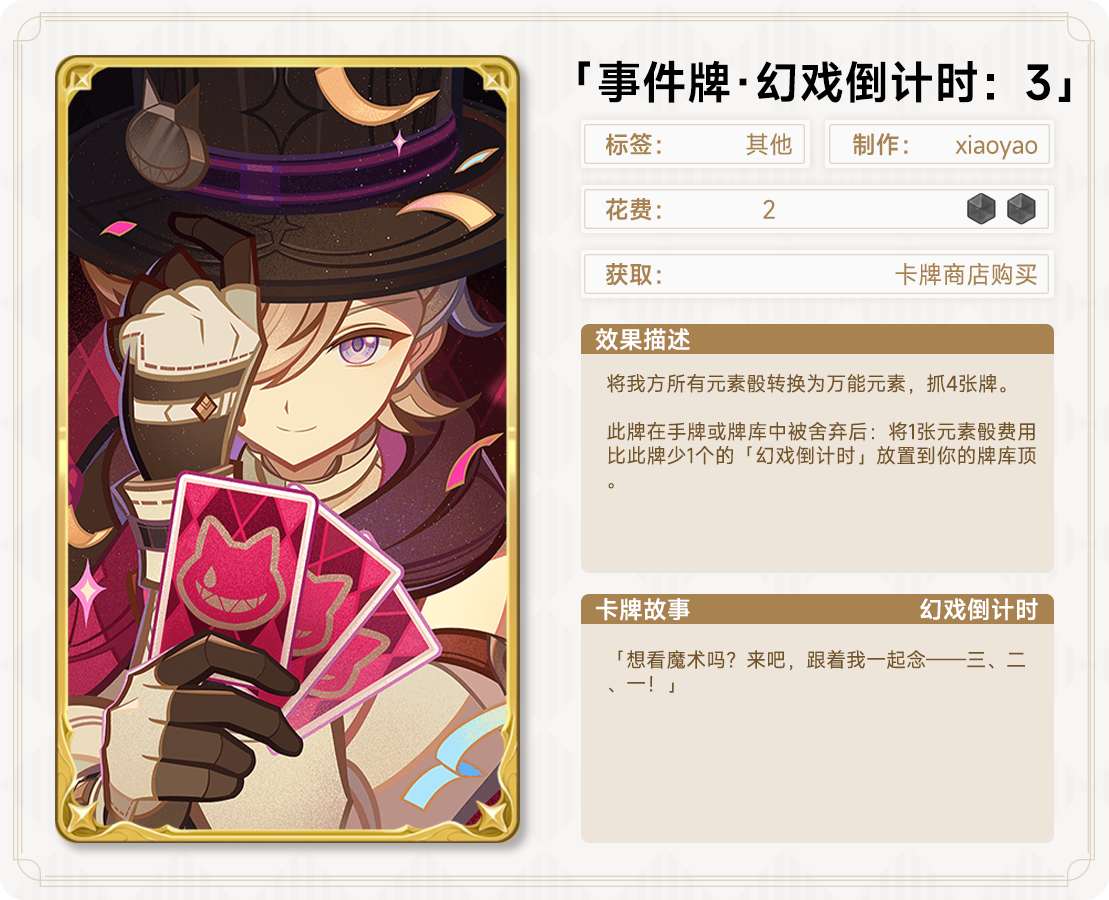 「事件牌·幻戏倒计时：3」
标签： 其他 制作： xiaoyao
花费： 2
获取： 卡牌商店购买
效果描述
将我方所有元素骰转换为万能元素，抓4张牌。
此牌在手牌或牌库中被舍弃后：将1张元素骰费用
比此牌少1个的「幻戏倒计时」放置到你的牌库顶
。
卡牌故事 幻戏倒计时
「想看魔术吗？来吧，跟着我一起念——三、二
、一！」